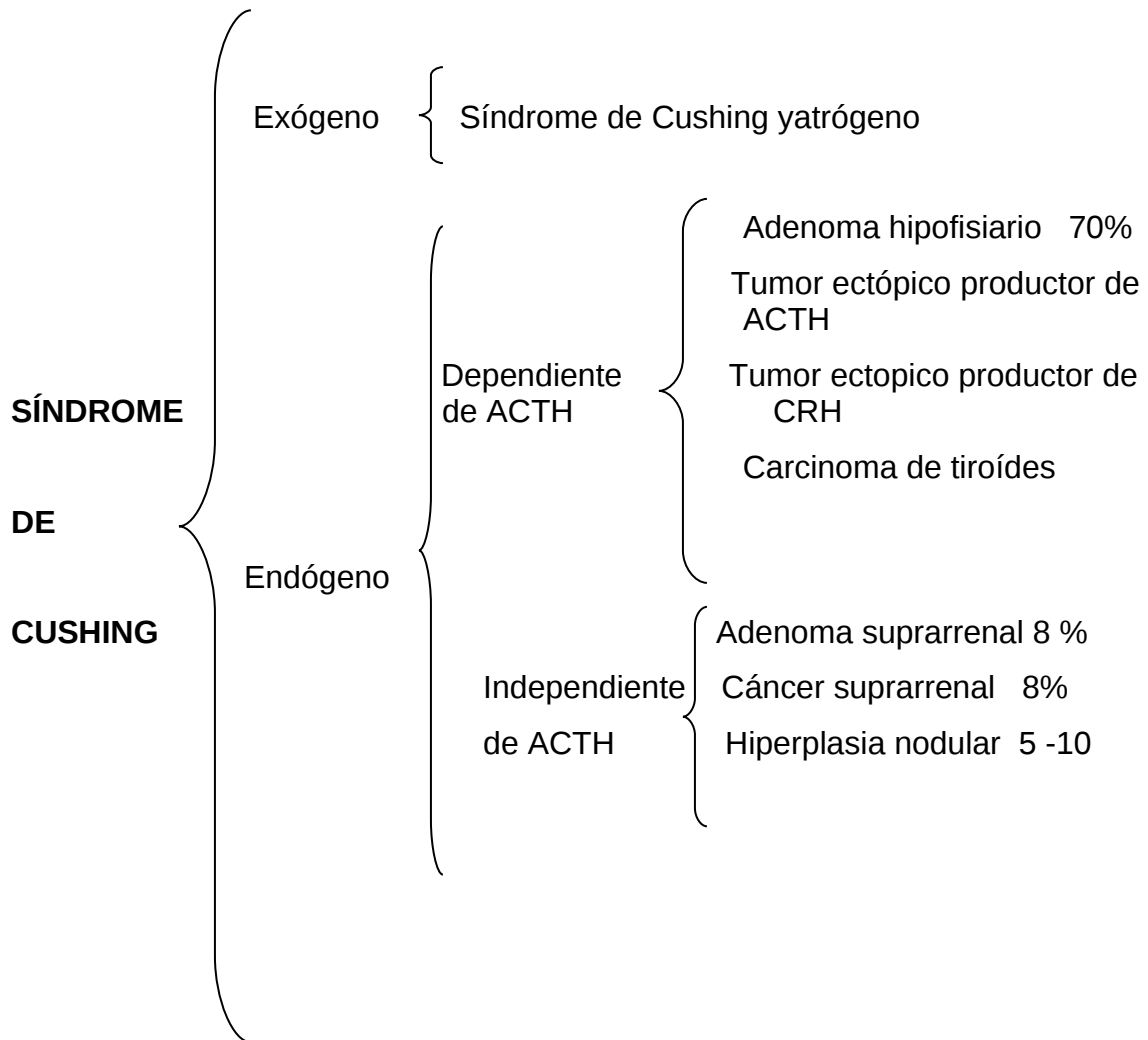 Exógeno
Síndrome de Cushing yatrógeno
Adenoma hipofisiario 70%
Tumor ectópico productor de
ACTH
Dependiente
de ACTH
Tumor ectopico productor de
CRH
Carcinoma de tiroídes
SÍNDROME
DE
CUSHING
Endógeno
Adenoma suprarrenal 8 %
Independiente
de ACTH
Cáncer suprarrenal 8%
Hiperplasia nodular 5 -10